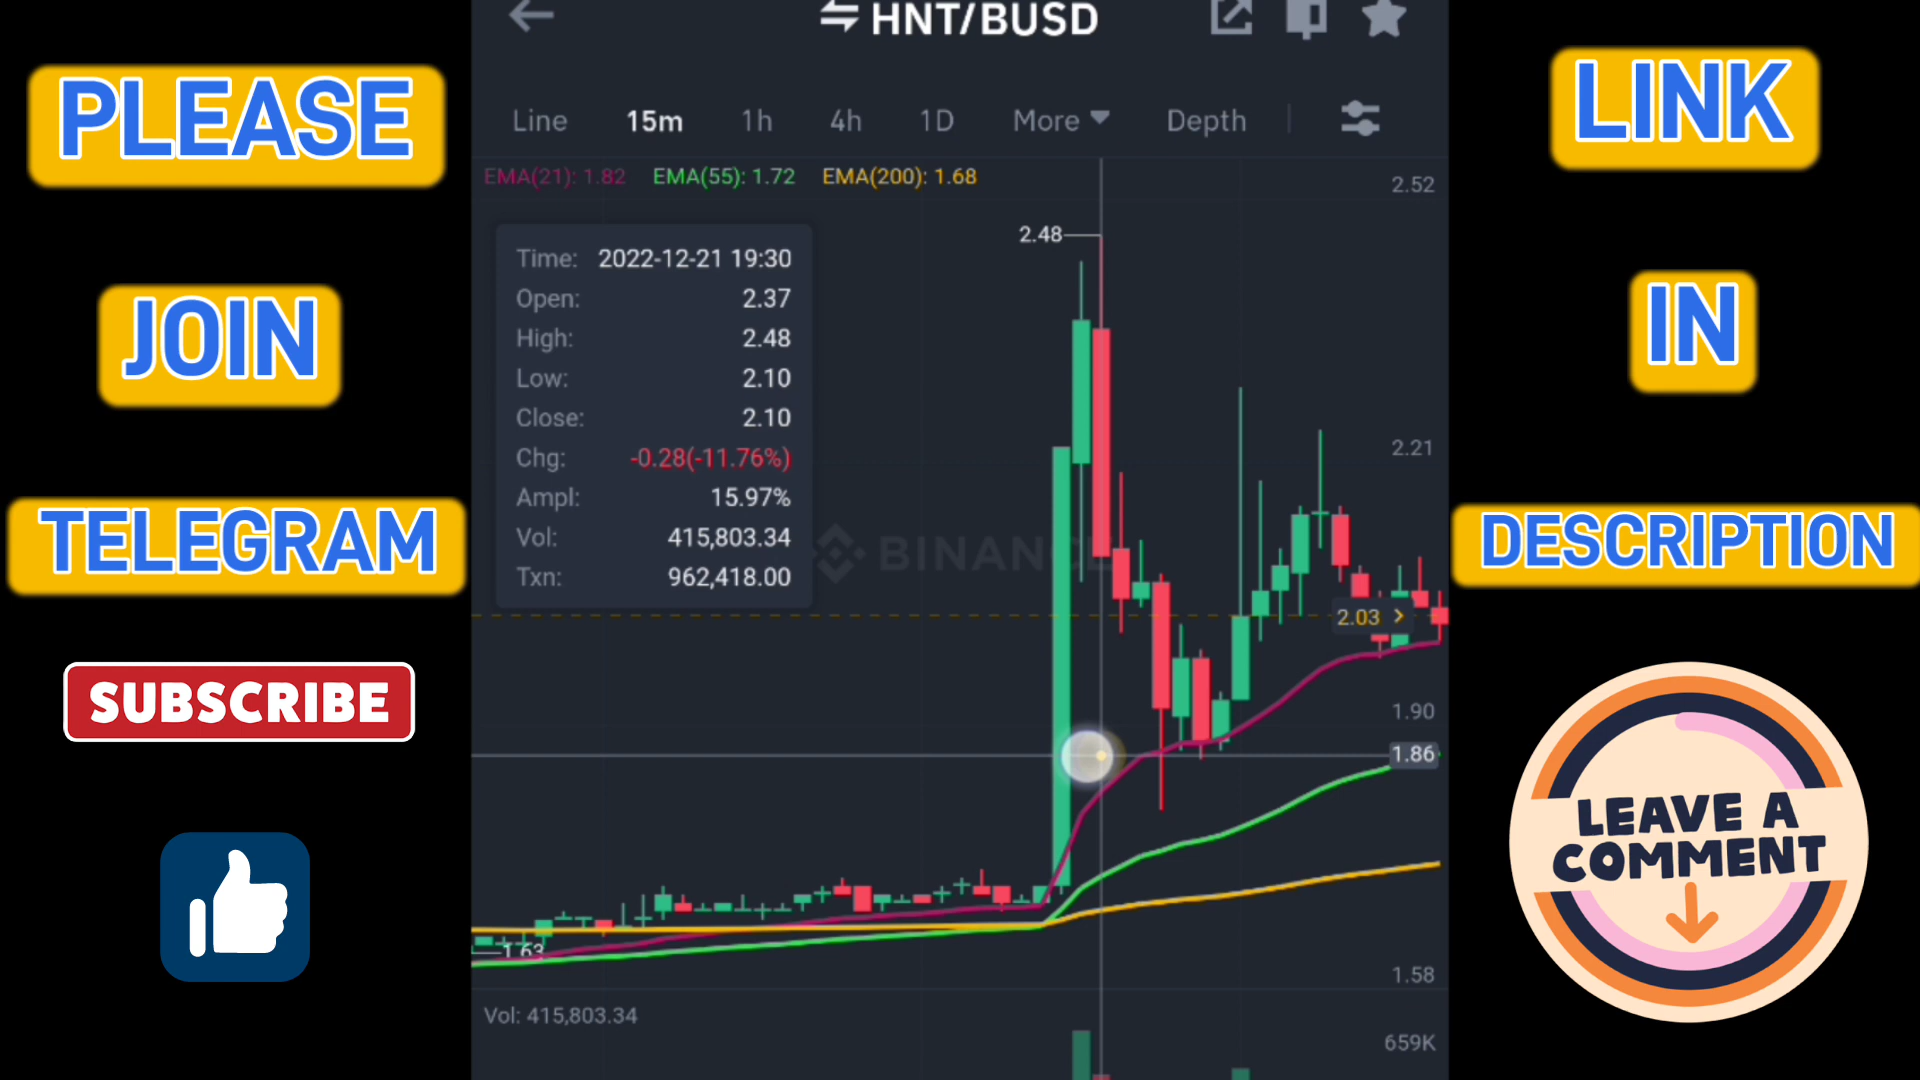 PLEASE
JOIN
TELEGRAM
SUBSCRIBE
HNT/BUSD
Line 15m 1h 4h 1D More Depth
EMA(21): 1.82 EMA(55): 1.72 EMA(200): 1.68
Time: 2022-12-21 19:30
Open: 2.37
High: 2.48
Low: 2.10
Close: 2.10
Chg: -0.28(-11.76%)
Ampl: 15.97%
Vol: 415,803.34
Txn: 962,418.00
2.48
BINANCE
2.52
2.21
2.03
1.90
1.86
1.63
1.58
Vol: 415,803.34
659K
LINK
IN
DESCRIPTION
LEAVE A
COMMENT